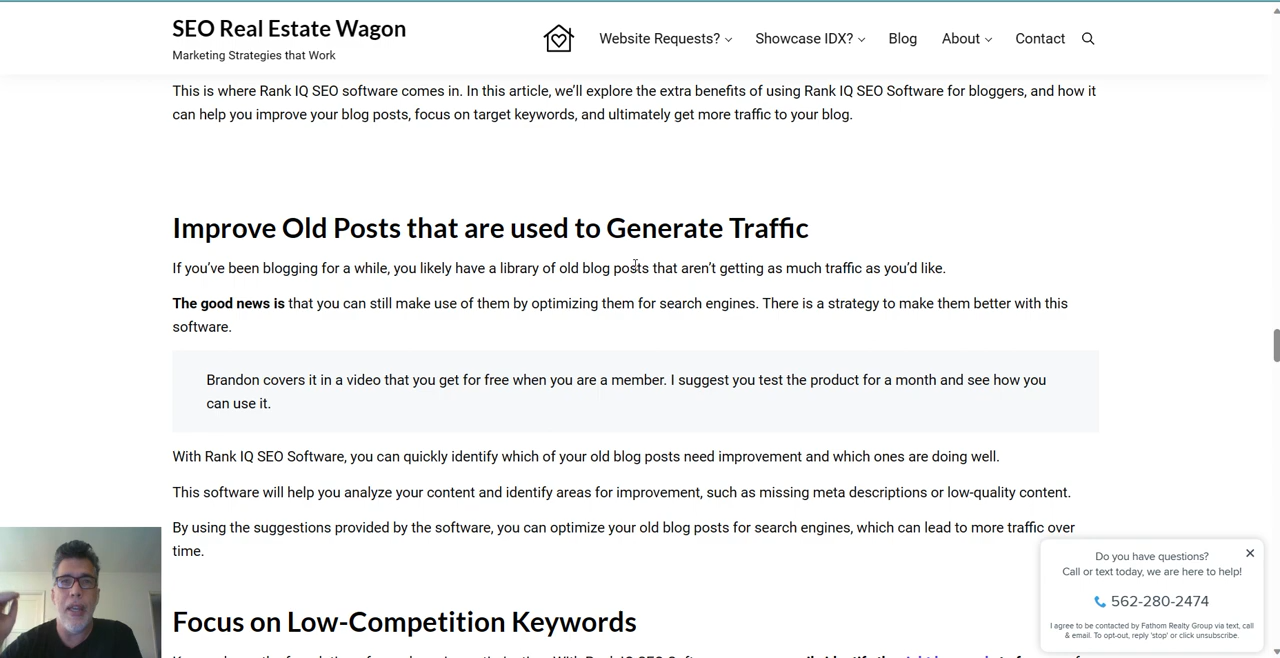 SEO Real Estate Wagon
Marketing Strategies that Work
Website Requests?
Showcase IDX?
Blog
About
Contact
This is where Rank IQ SEO software comes in. In this article, we’ll explore the extra benefits of using Rank IQ SEO Software for bloggers, and how it
can help you improve your blog posts, focus on target keywords, and ultimately get more traffic to your blog.
Improve Old Posts that are used to Generate Traffic
If you’ve been blogging for a while, you likely have a library of old blog posts that aren’t getting as much traffic as you’d like.
The good news is that you can still make use of them by optimizing them for search engines. There is a strategy to make them better with this
software.
Brandon covers it in a video that you get for free when you are a member. I suggest you test the product for a month and see how you
can use it.
With Rank IQ SEO Software, you can quickly identify which of your old blog posts need improvement and which ones are doing well.
This software will help you analyze your content and identify areas for improvement, such as missing meta descriptions or low-quality content.
By using the suggestions provided by the software, you can optimize your old blog posts for search engines, which can lead to more traffic over
time.
Do you have questions?
Call or text today, we are here to help!
562-280-2474
I agree to be contacted by Fathom Realty Group via text, call
& email. To opt-out, reply 'stop' or click unsubscribe.
Focus on Low-Competition Keywords